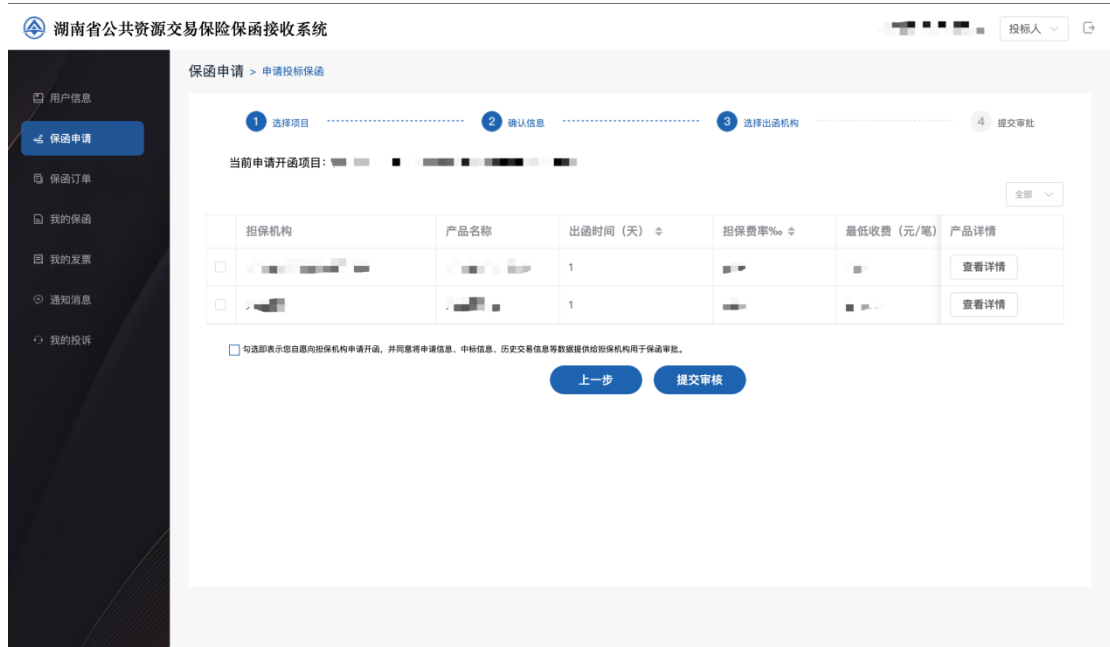 湖南省公共资源交易保险保函接收系统
投标人
用户信息
保函申请
保函订单
我的保函
我的发票
通知消息
我的投诉
保函申请 > 申请投标保函
1 选择项目 2 确认信息 3 选择出函机构 4 提交审批
当前申请开函项目：
全部
担保机构 产品名称 出函时间（天） 担保费率‰ 最低收费（元/笔） 产品详情
1 查看详情
1 查看详情
勾选即表示您自愿向担保机构申请开函，并同意将申请信息、中标信息、历史交易信息等数据提供给担保机构用于保函审批。
上一步 提交审核